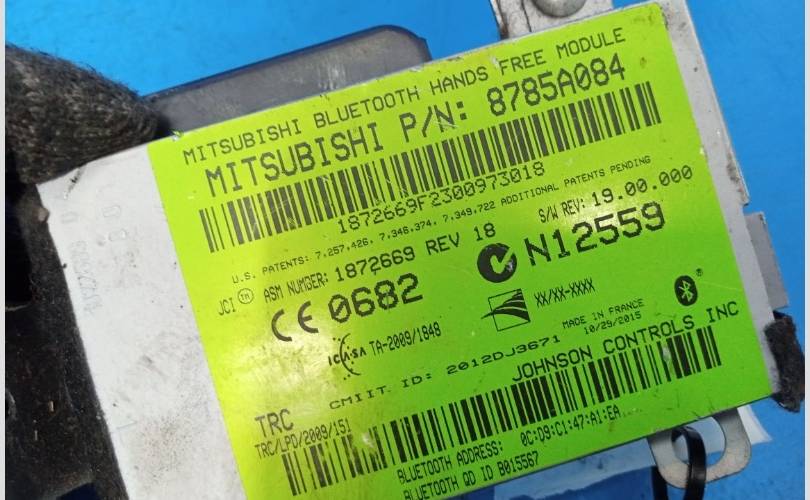 MITSUBISHI BLUETOOTH HANDS FREE MODULE
MITSUBISHI P/N: 8785A084
1872669F2300973018
U.S. PATENTS: 7,257,426, 7,346,374, 7,349,722 ADDITIONAL PATENTS PENDING
JCI TM ASM NUMBER: 1872669 REV 18
S/W REV: 19.00.000
CE 0682
N12559
ICASA TA-2009/1848
XX/XX-XXXX
MADE IN FRANCE
10/29/2015
CMIIT ID: 2012DJ3671
JOHNSON CONTROLS INC
TRC
TRC/LPD/2009/151
BLUETOOTH ADDRESS: 0C:D9:C1:47:A1:EA
BLUETOOTH QD ID B015567